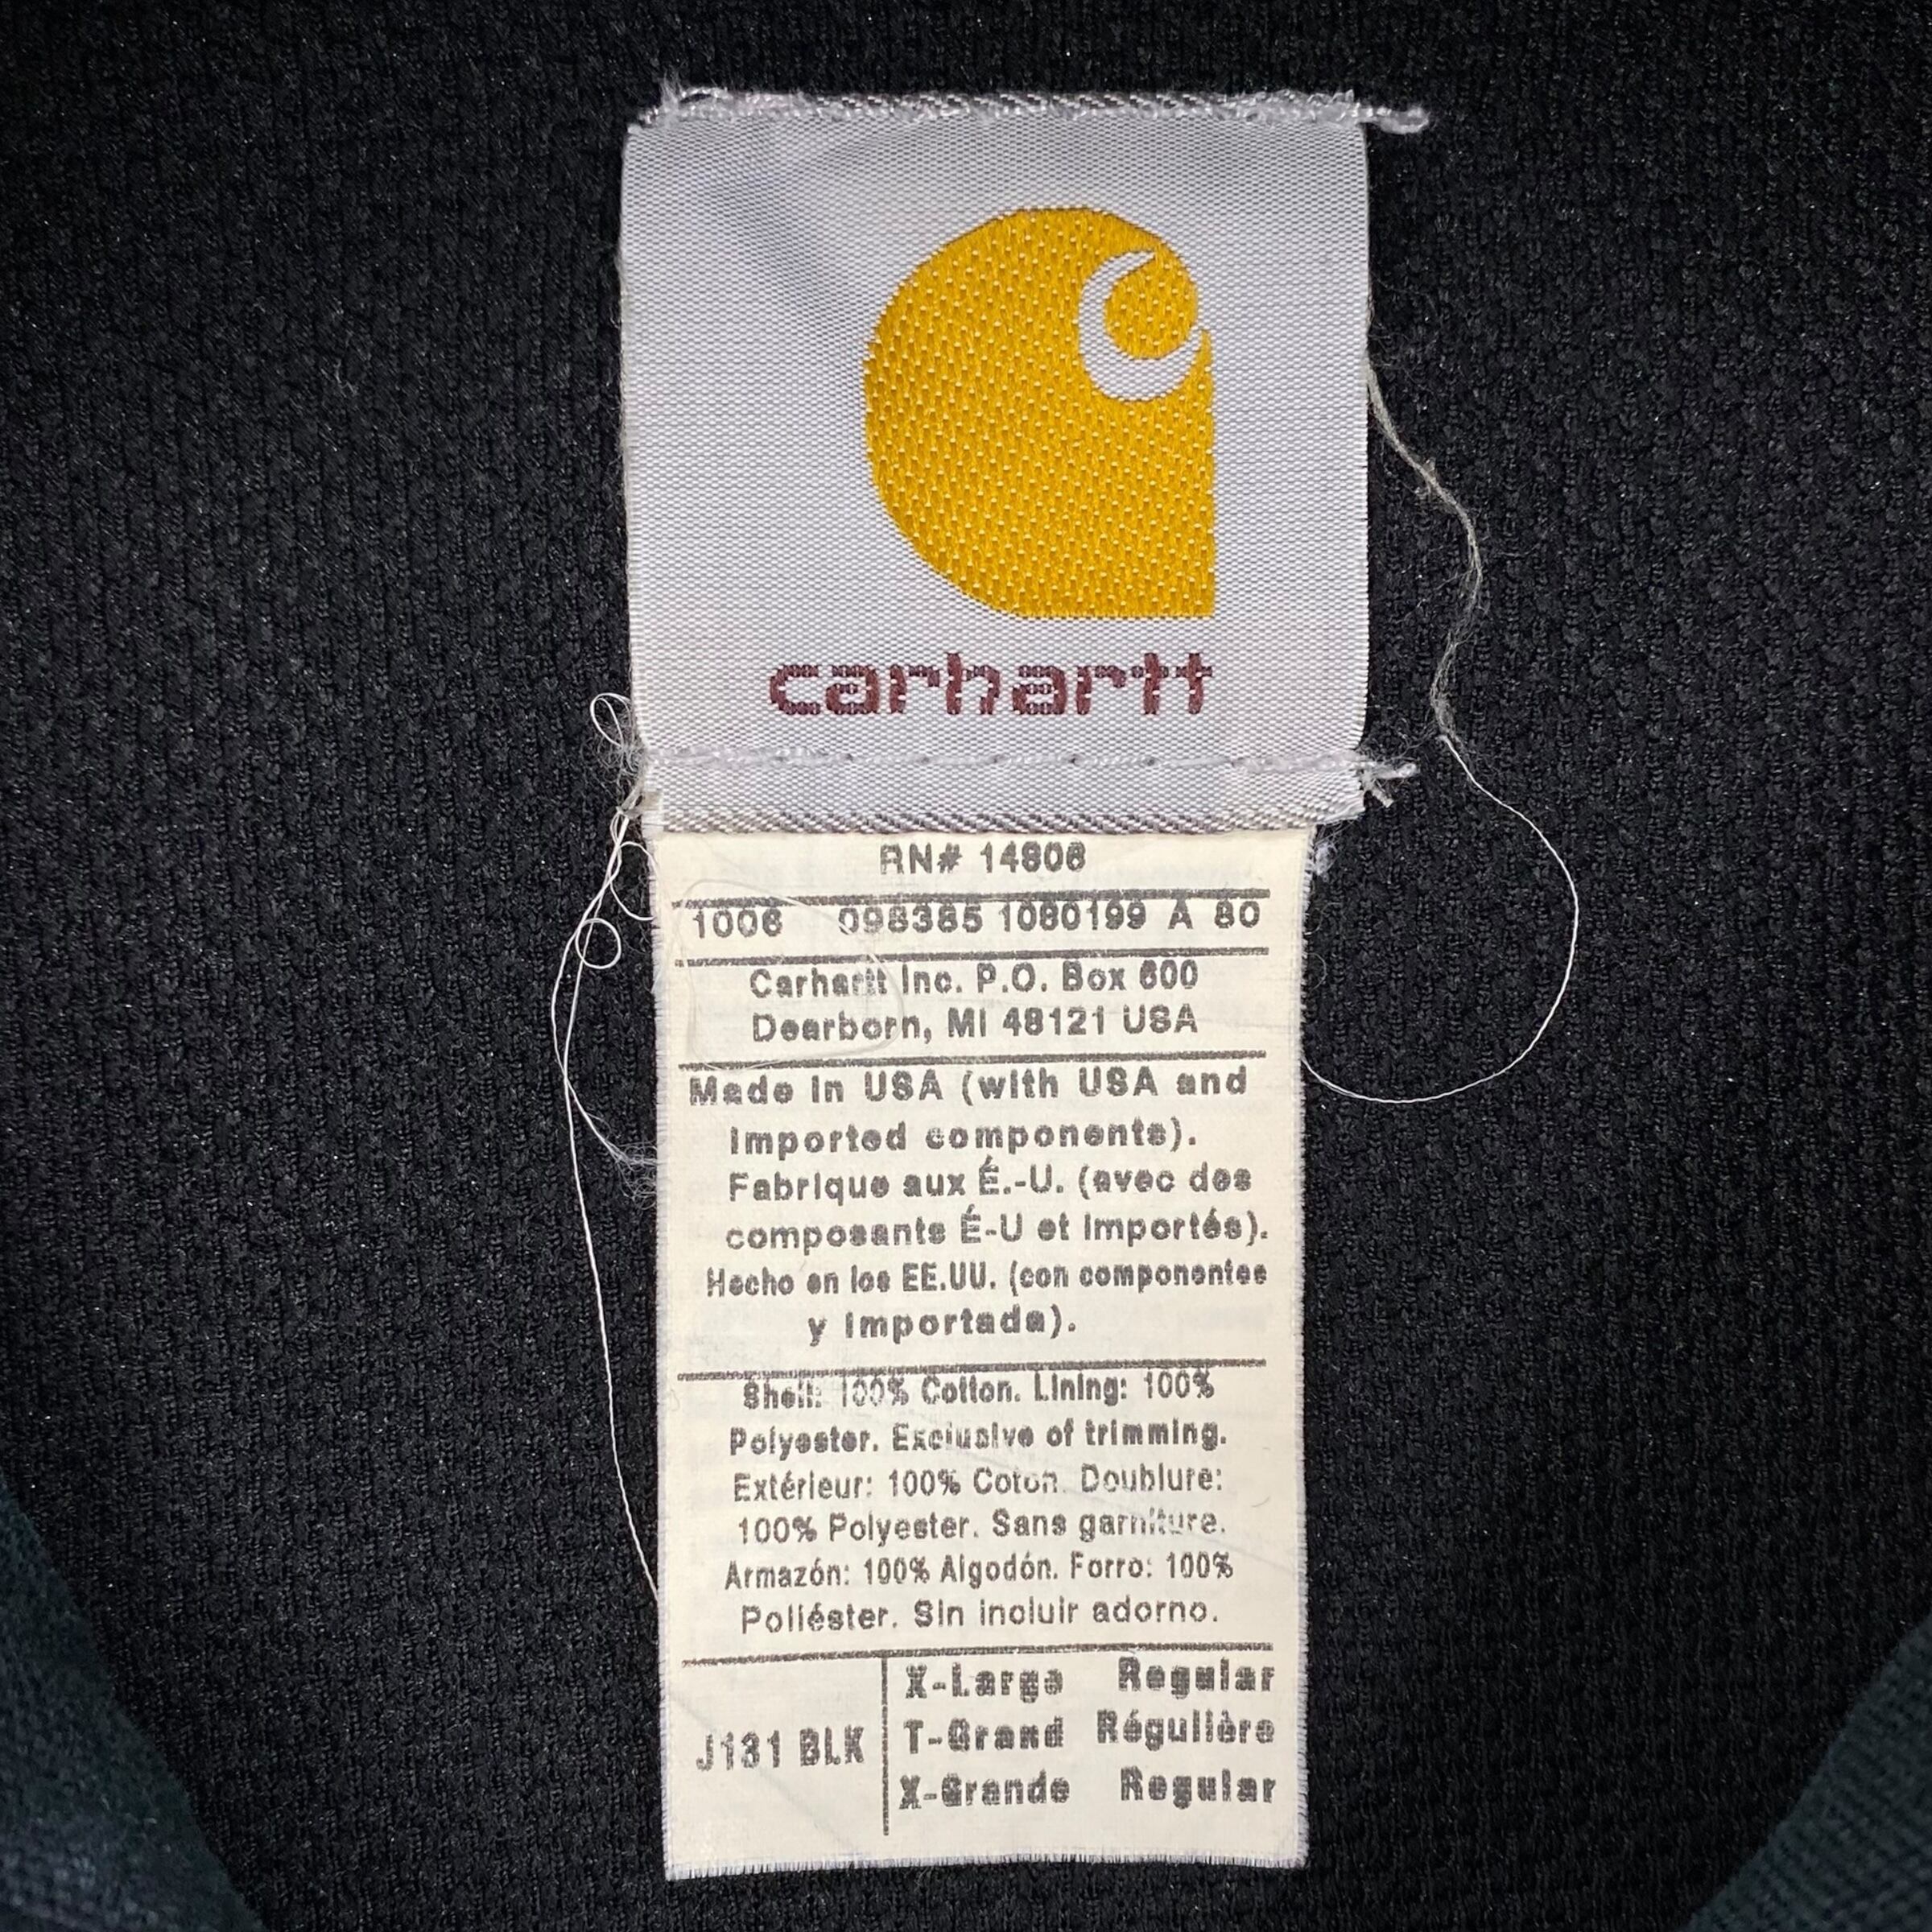 carhartt
RN# 14806
1006 098385 1080199 A 80
Carhartt Inc. P.O. Box 600
Dearborn, MI 48121 USA
Made in USA (with USA and
imported components).
Fabrique aux É.-U. (avec des
composants É-U et importés).
Hecho en los EE.UU. (con componentes
y importada).
Shell: 100% Cotton. Lining: 100%
Polyester. Exclusive of trimming.
Extérieur: 100% Coton. Doublure:
100% Polyester. Sans garniture.
Armazón: 100% Algodón. Forro: 100%
Poliéster. Sin incluir adorno.
J131 BLK
X-Large Regular
T-Grand Régulière
X-Grande Regular